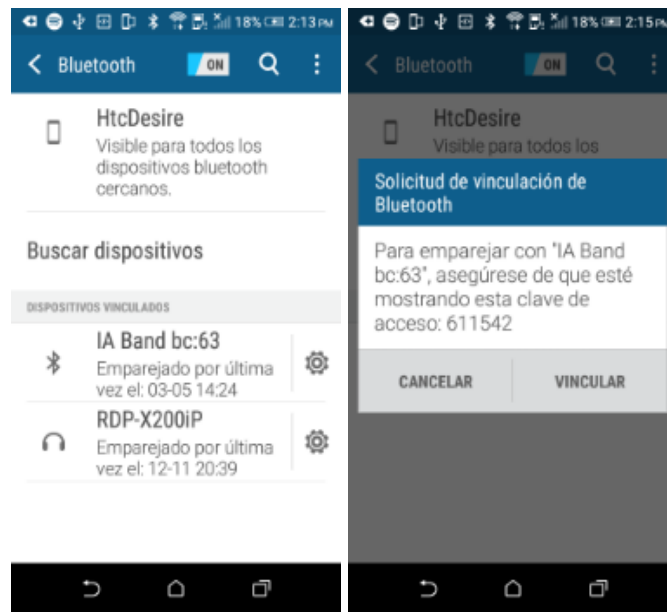 18% 2:13 PM
Bluetooth ON
HtcDesire
Visible para todos los
dispositivos bluetooth
cercanos.
Buscar dispositivos
DISPOSITIVOS VINCULADOS
IA Band bc:63
Emparejado por última
vez el: 03-05 14:24
RDP-X200iP
Emparejado por última
vez el: 12-11 20:39
18% 2:15 PM
Bluetooth ON
HtcDesire
Visible para todos los
Solicitud de vinculación de
Bluetooth
Para emparejar con "IA Band
bc:63", asegúrese de que esté
mostrando esta clave de
acceso: 611542
CANCELAR VINCULAR